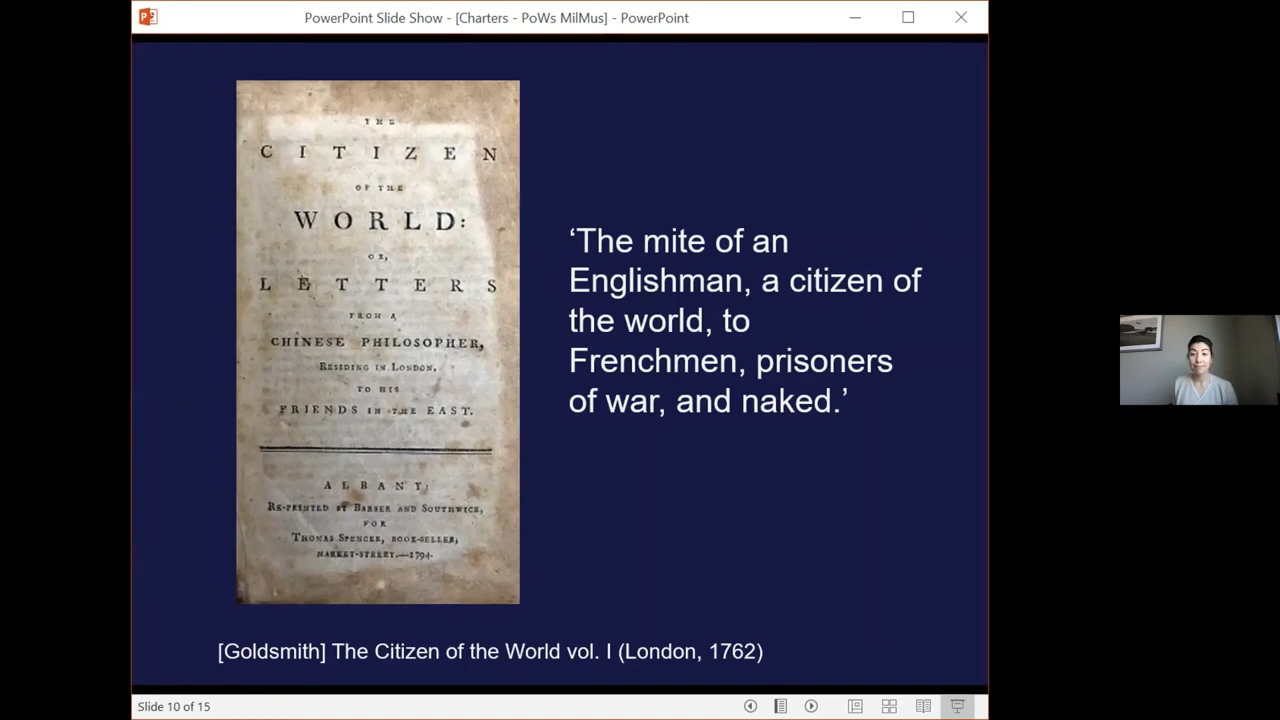 PowerPoint Slide Show - [Charters - PoWs MilMus] - PowerPoint
THE
CITIZEN
OF THE
WORLD:
OR,
LETTERS
FROM A
CHINESE PHILOSOPHER,
RESIDING IN LONDON,
TO HIS
FRIENDS IN THE EAST.
ALBANY:
RE-PRINTED BY BARBER AND SOUTHWICK,
FOR
THOMAS SPENCER, BOOK-SELLER,
MARKET-STREET.—1794.
‘The mite of an
Englishman, a citizen of
the world, to
Frenchmen, prisoners
of war, and naked.’
[Goldsmith] The Citizen of the World vol. I (London, 1762)
Slide 10 of 15